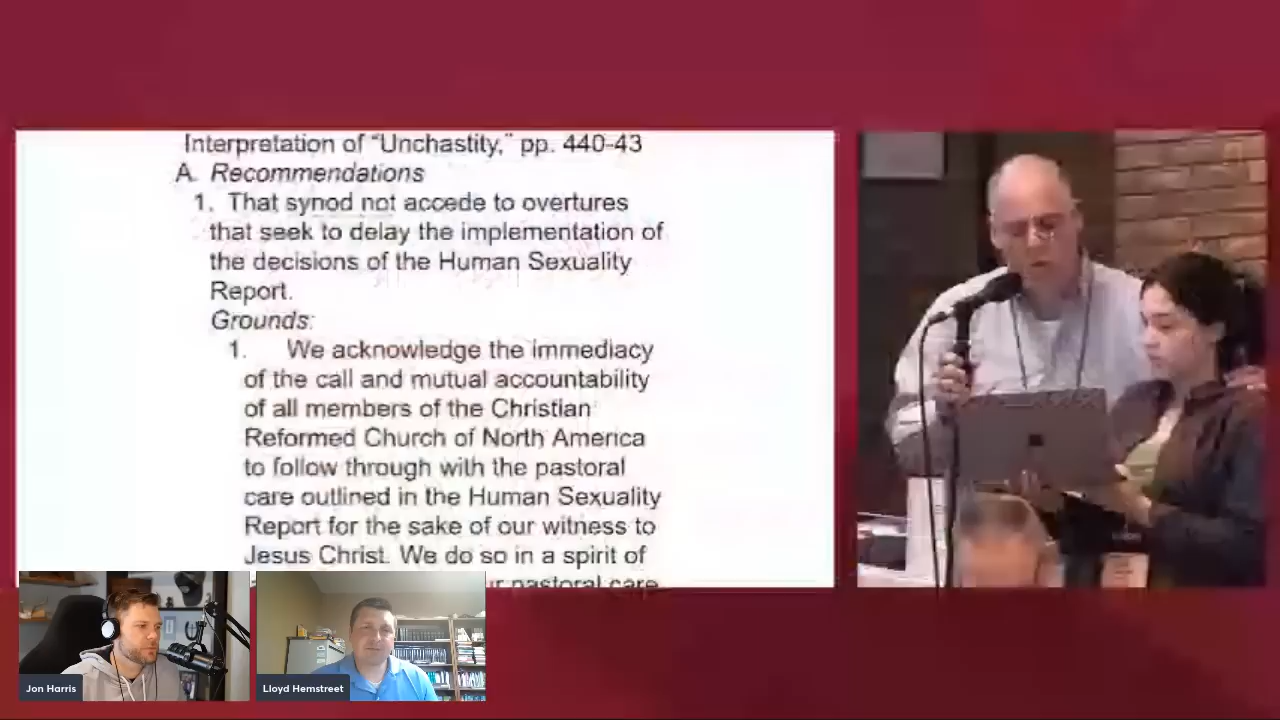 Interpretation of “Unchastity,” pp. 440-43
A. Recommendations
1. That synod not accede to overtures
that seek to delay the implementation of
the decisions of the Human Sexuality
Report.
Grounds:
1. We acknowledge the immediacy
of the call and mutual accountability
of all members of the Christian
Reformed Church of North America
to follow through with the pastoral
care outlined in the Human Sexuality
Report for the sake of our witness to
Jesus Christ. We do so in a spirit of
pastoral care
Jon Harris
Lloyd Hemstreet